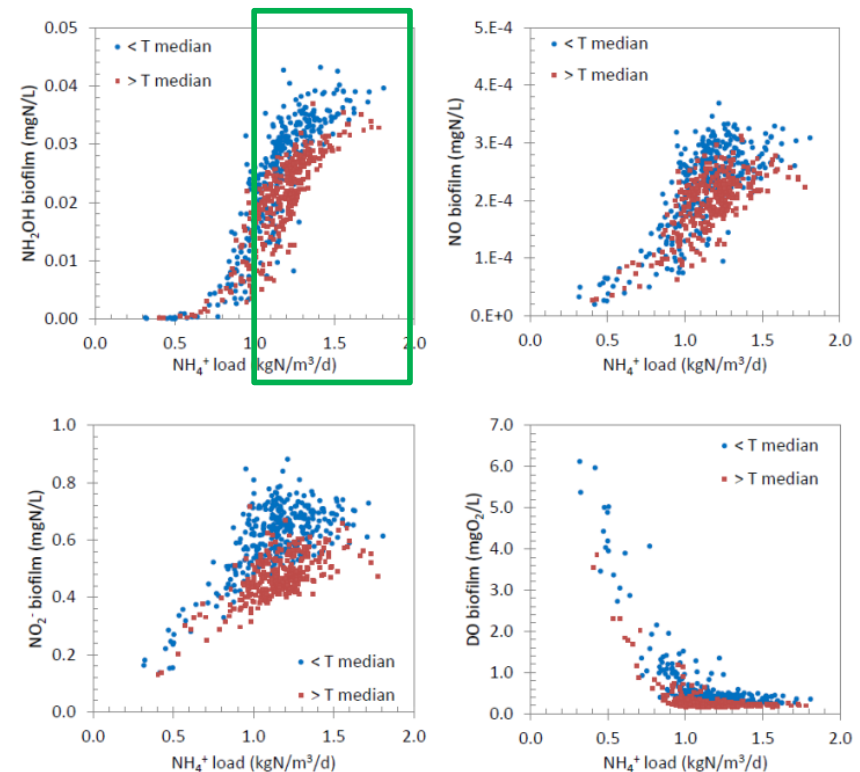 0.05
0.04
0.03
0.02
0.01
0.00
NH₂OH biofilm (mgN/L)
< T median
> T median
0.0 0.5 1.0 1.5 2.0
NH₄⁺ load (kgN/m³/d)
5.E-4
4.E-4
3.E-4
2.E-4
1.E-4
0.E+0
NO biofilm (mgN/L)
< T median
> T median
0.0 0.5 1.0 1.5 2.0
NH₄⁺ load (kgN/m³/d)
1.0
0.8
0.6
0.4
0.2
0.0
NO₂⁻ biofilm (mgN/L)
< T median
> T median
0.0 0.5 1.0 1.5 2.0
NH₄⁺ load (kgN/m³/d)
7.0
6.0
5.0
4.0
3.0
2.0
1.0
0.0
DO biofilm (mgO₂/L)
< T median
> T median
0.0 0.5 1.0 1.5 2.0
NH₄⁺ load (kgN/m³/d)